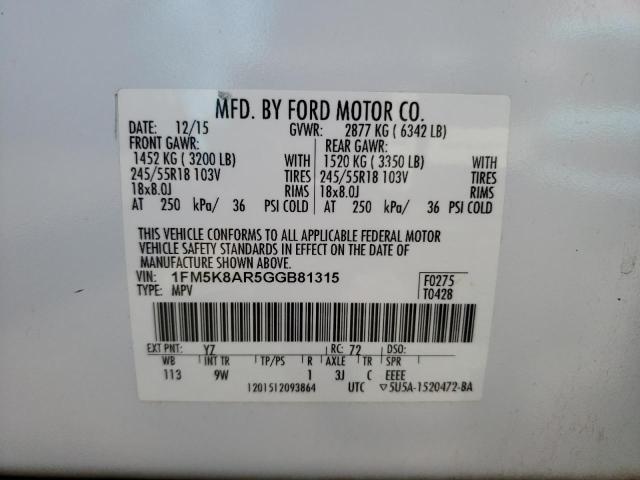 MFD. BY FORD MOTOR CO.
DATE: 12/15 GVWR: 2877 KG ( 6342 LB)
FRONT GAWR: REAR GAWR:
1452 KG ( 3200 LB) WITH 1520 KG ( 3350 LB) WITH
245/55R18 103V TIRES 245/55R18 103V TIRES
18x8.0J RIMS 18x8.0J RIMS
AT 250 kPa/ 36 PSI COLD AT 250 kPa/ 36 PSI COLD
THIS VEHICLE CONFORMS TO ALL APPLICABLE FEDERAL MOTOR
VEHICLE SAFETY STANDARDS IN EFFECT ON THE DATE OF
MANUFACTURE SHOWN ABOVE.
VIN: 1FM5K8AR5GGB81315 F0275
TYPE: MPV T0428
EXT PNT: YZ RC: 72 DSO:
WB INT TR TP/PS R AXLE TR SPR
113 9W 1 3J C EEEE
1201512093864 UTC ▽5U5A-1520472-BA